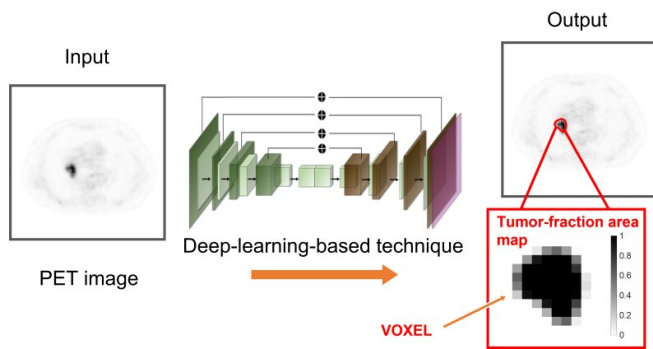 Input
Output
Deep-learning-based technique
PET image
Tumor-fraction area
map
1
0.8
0.6
0.4
0.2
0
VOXEL